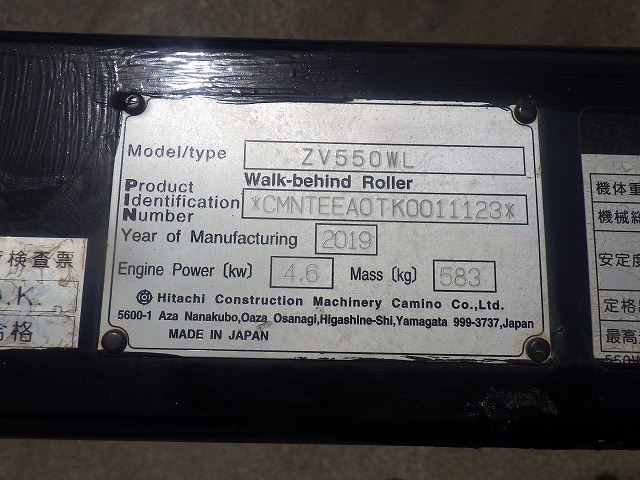 Model/type ZV550WL
Walk-behind Roller
Product
Identification
Number
*CMNTEEA0TK0011123*
Year of Manufacturing 2019
Engine Power (kw) 4.6 Mass (kg) 583
Hitachi Construction Machinery Camino Co.,Ltd.
5600-1 Aza Nanakubo,Oaza Osanagi,Higashine-Shi,Yamagata 999-3737,Japan
MADE IN JAPAN
検査票
K
合格
機体重
機械総
安定度
定格
最高
550W